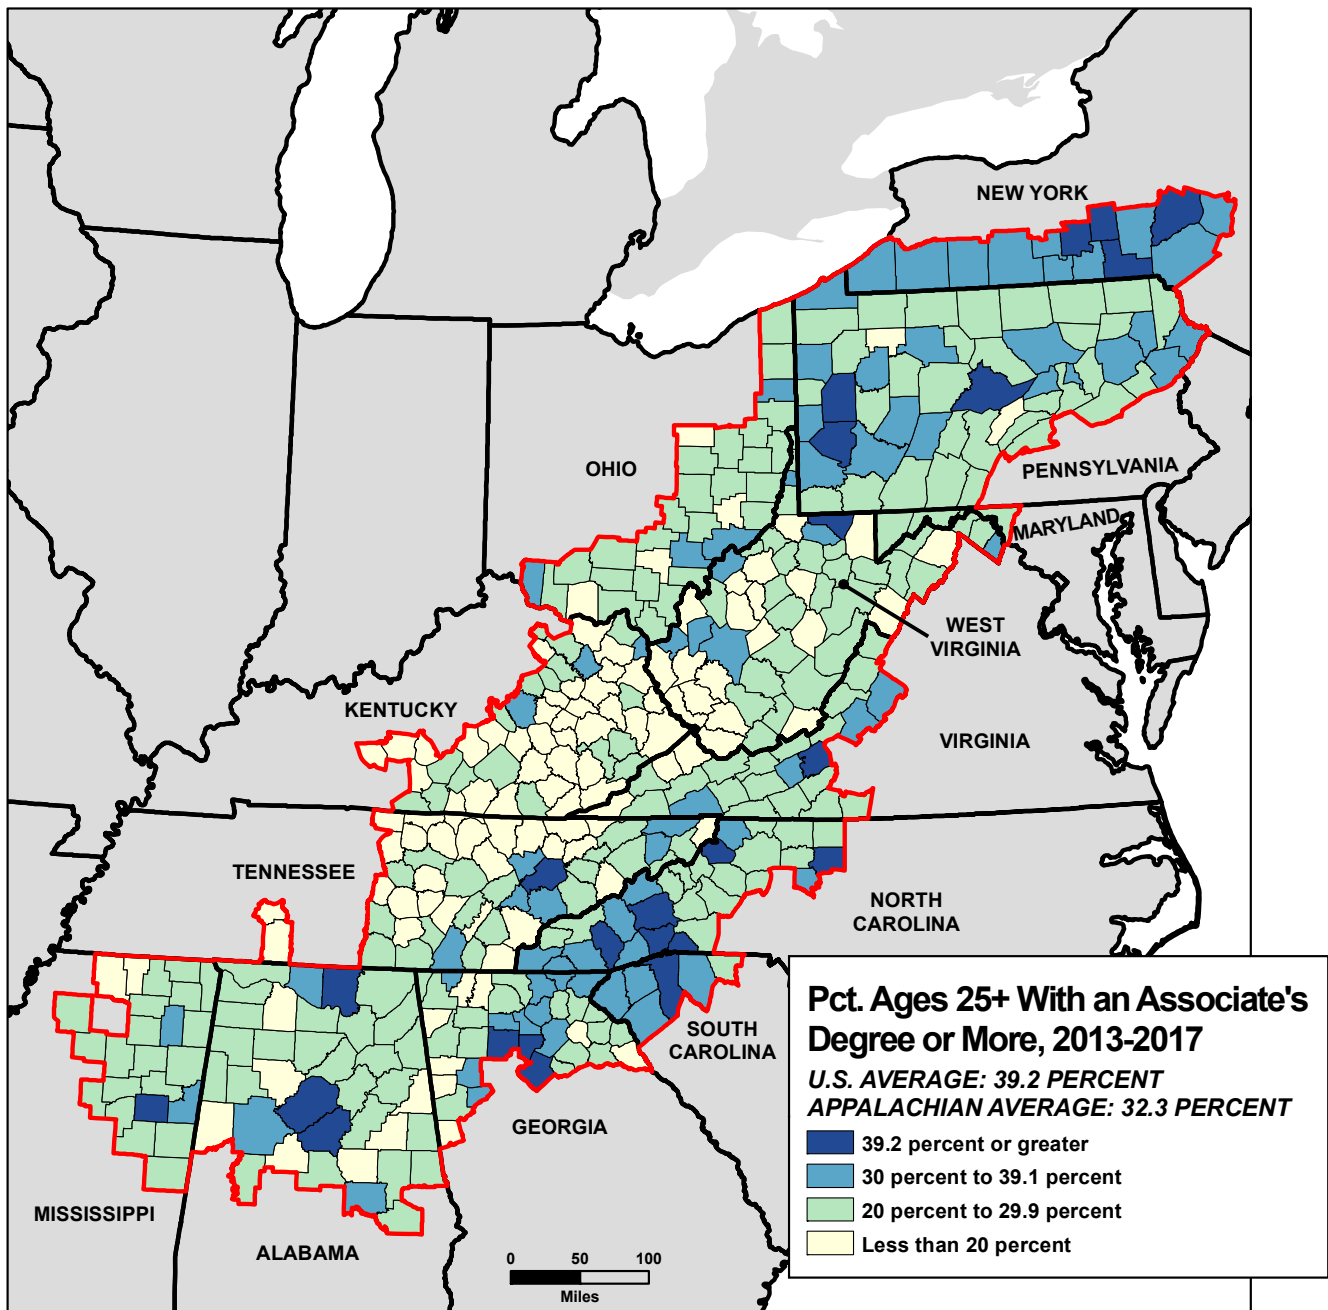 NEW YORK
OHIO
PENNSYLVANIA
MARYLAND
WEST
VIRGINIA
KENTUCKY
VIRGINIA
TENNESSEE
NORTH
CAROLINA
SOUTH
CAROLINA
GEORGIA
MISSISSIPPI
ALABAMA
0 50 100
Miles
Pct. Ages 25+ With an Associate's
Degree or More, 2013-2017
U.S. AVERAGE: 39.2 PERCENT
APPALACHIAN AVERAGE: 32.3 PERCENT
39.2 percent or greater
30 percent to 39.1 percent
20 percent to 29.9 percent
Less than 20 percent